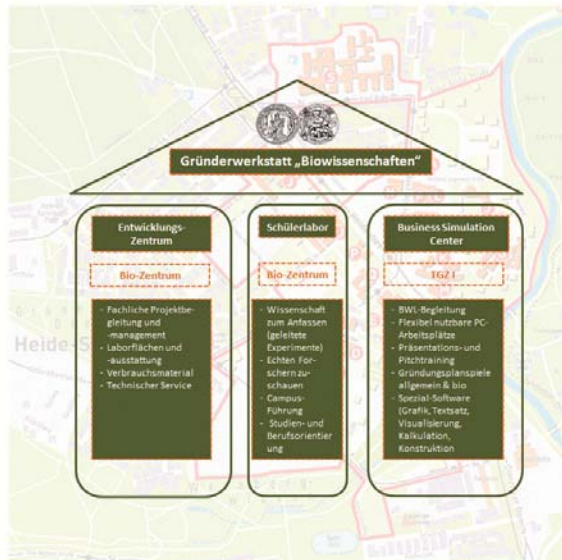 Gründerwerkstatt „Biowissenschaften“
Entwicklungs-
Zentrum
Bio-Zentrum
- Fachliche Projektbe-
gleitung und
-management
- Laborflächen und
-ausstattung
- Verbrauchsmaterial
- Technischer Service
Schülerlabor
Bio-Zentrum
- Wissenschaft
zum Anfassen
(geleitete
Experimente)
- Echten For-
schern zu-
schauen
- Campus-
Führung
- Studien- und
Berufsorientier
ung
Business Simulation
Center
TGZ I
- BWL-Begleitung
- Flexibel nutzbare PC-
Arbeitsplätze
- Präsentations- und
Pitchtraining
- Gründungsplanspiele
allgemein & bio
- Spezial-Software
(Grafik, Textsatz,
Visualisierung,
Kalkulation,
Konstruktion